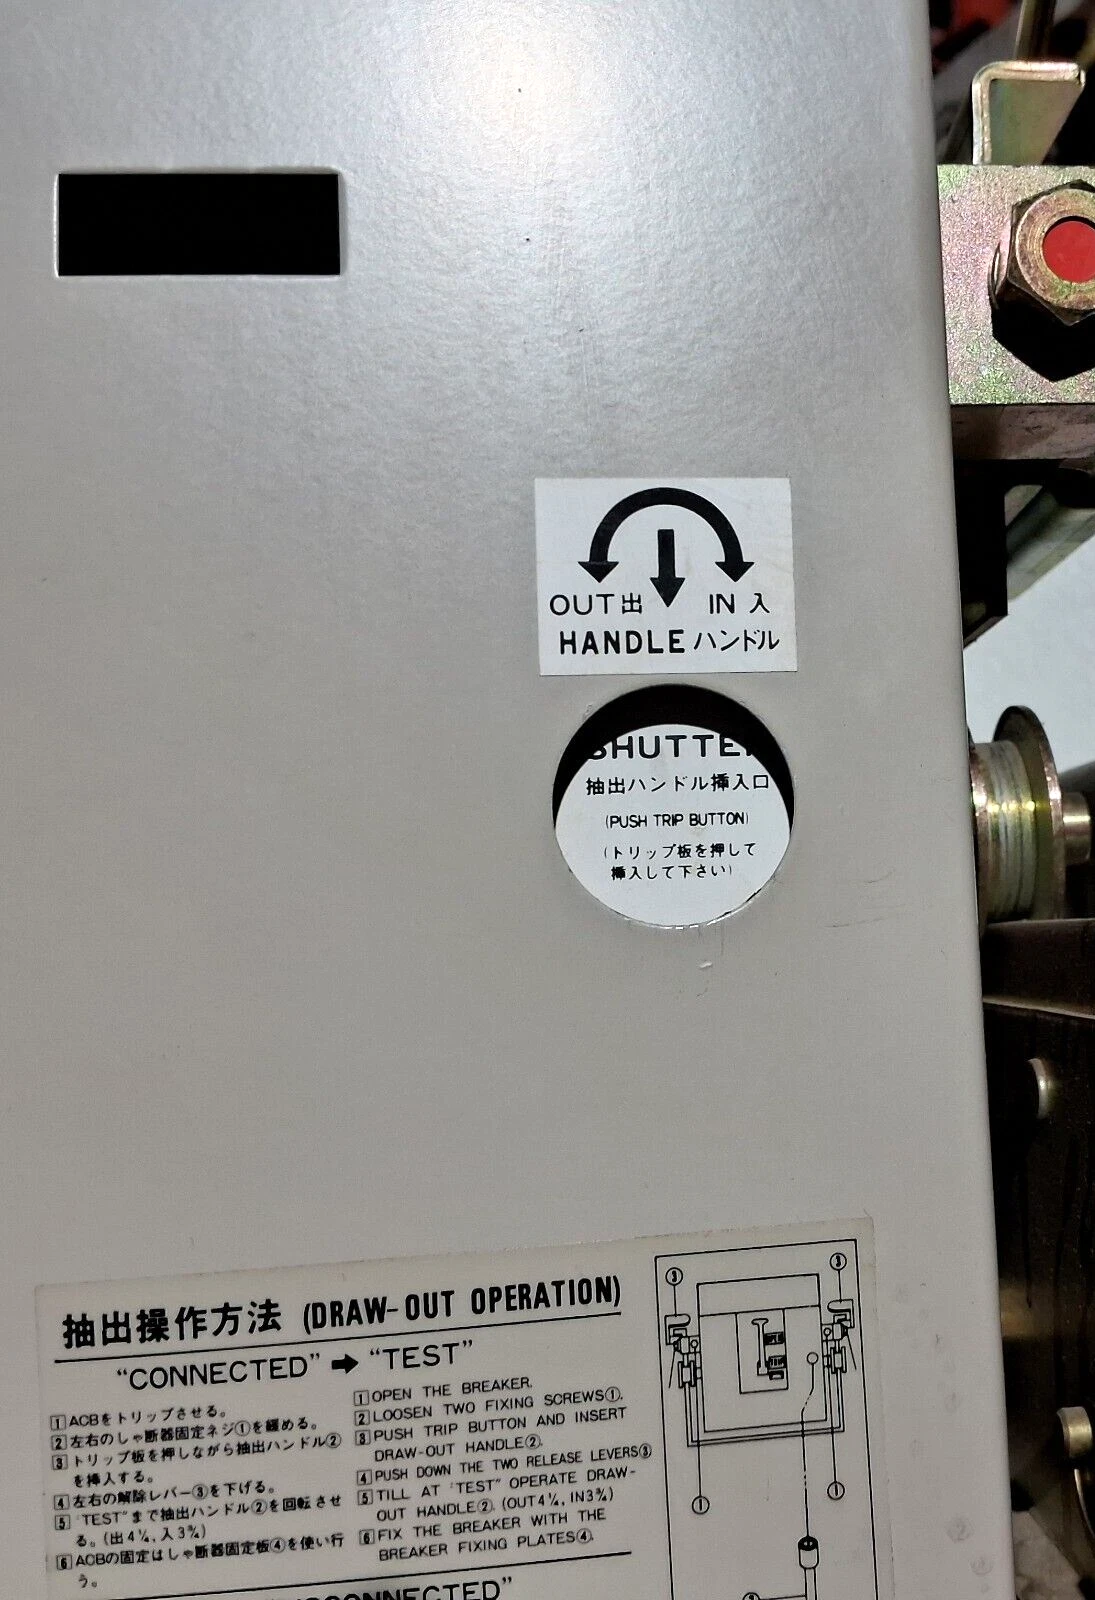 OUT出 IN 入
HANDLE ハンドル
SHUTTER
抽出ハンドル挿入口
(PUSH TRIP BUTTON)
(トリップ板を押して
挿入して下さい)
抽出操作方法 (DRAW-OUT OPERATION)
"CONNECTED" ➡ "TEST"
1 ACBをトリップさせる。
2 左右のしゃ断器固定ネジ①を緩める。
3 トリップ板を押しながら抽出ハンドル②
を挿入する。
4 左右の解除レバー③を下げる。
5 "TEST"まで抽出ハンドル②を回転させ
る。(出4¼, 入3¾)
6 ACBの固定はしゃ断器固定板④を使い行
う。
1 OPEN THE BREAKER.
2 LOOSEN TWO FIXING SCREWS①.
3 PUSH TRIP BUTTON AND INSERT
DRAW-OUT HANDLE②.
4 PUSH DOWN THE TWO RELEASE LEVERS③
5 TILL AT "TEST" OPERATE DRAW-
OUT HANDLE②. (OUT4¼, IN3¾)
6 FIX THE BREAKER WITH THE
BREAKER FIXING PLATES④.
③ ③
① ①